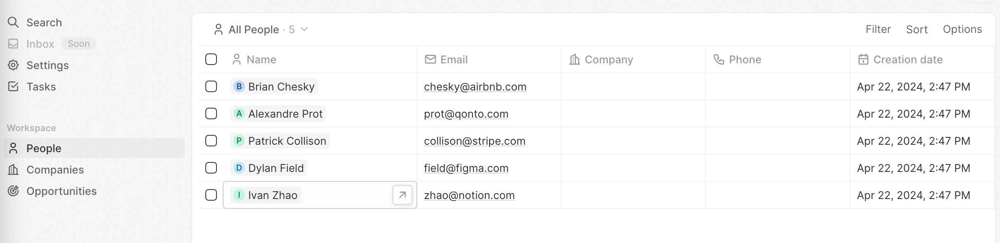 Search
Inbox Soon
Settings
Tasks
Workspace
People
Companies
Opportunities
All People · 5
Filter Sort Options
Name Email Company Phone Creation date
B Brian Chesky chesky@airbnb.com Apr 22, 2024, 2:47 PM
A Alexandre Prot prot@qonto.com Apr 22, 2024, 2:47 PM
P Patrick Collison collison@stripe.com Apr 22, 2024, 2:47 PM
D Dylan Field field@figma.com Apr 22, 2024, 2:47 PM
I Ivan Zhao zhao@notion.com Apr 22, 2024, 2:47 PM